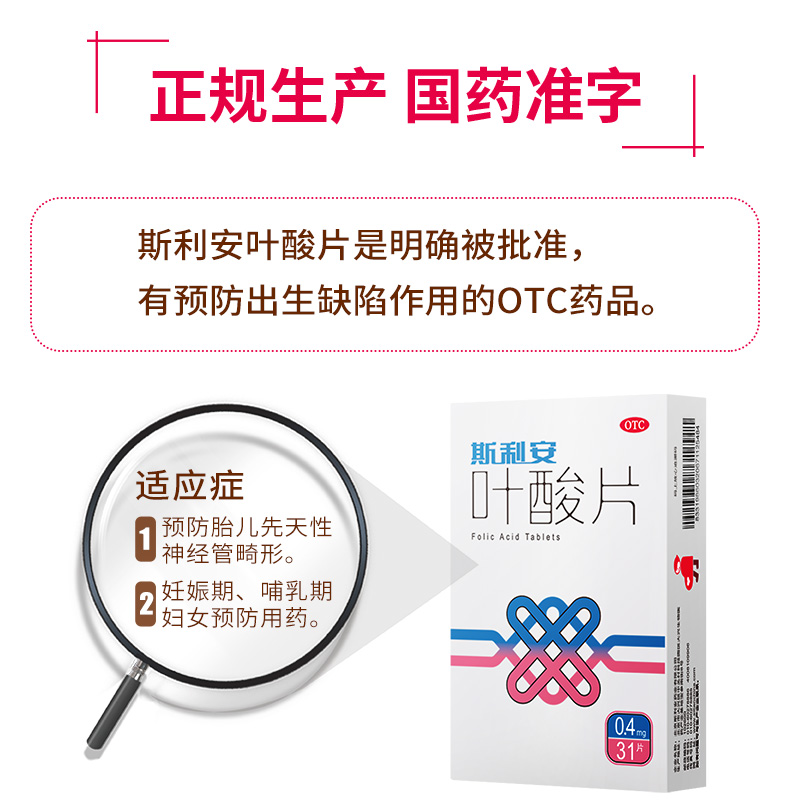 正规生产 国药准字
斯利安叶酸片是明确被批准，
有预防出生缺陷作用的OTC药品。
适应症
1 预防胎儿先天性
神经管畸形。
2 妊娠期、哺乳期
妇女预防用药。
OTC
斯利安
叶酸片
Folic Acid Tablets
0.4mg
31片